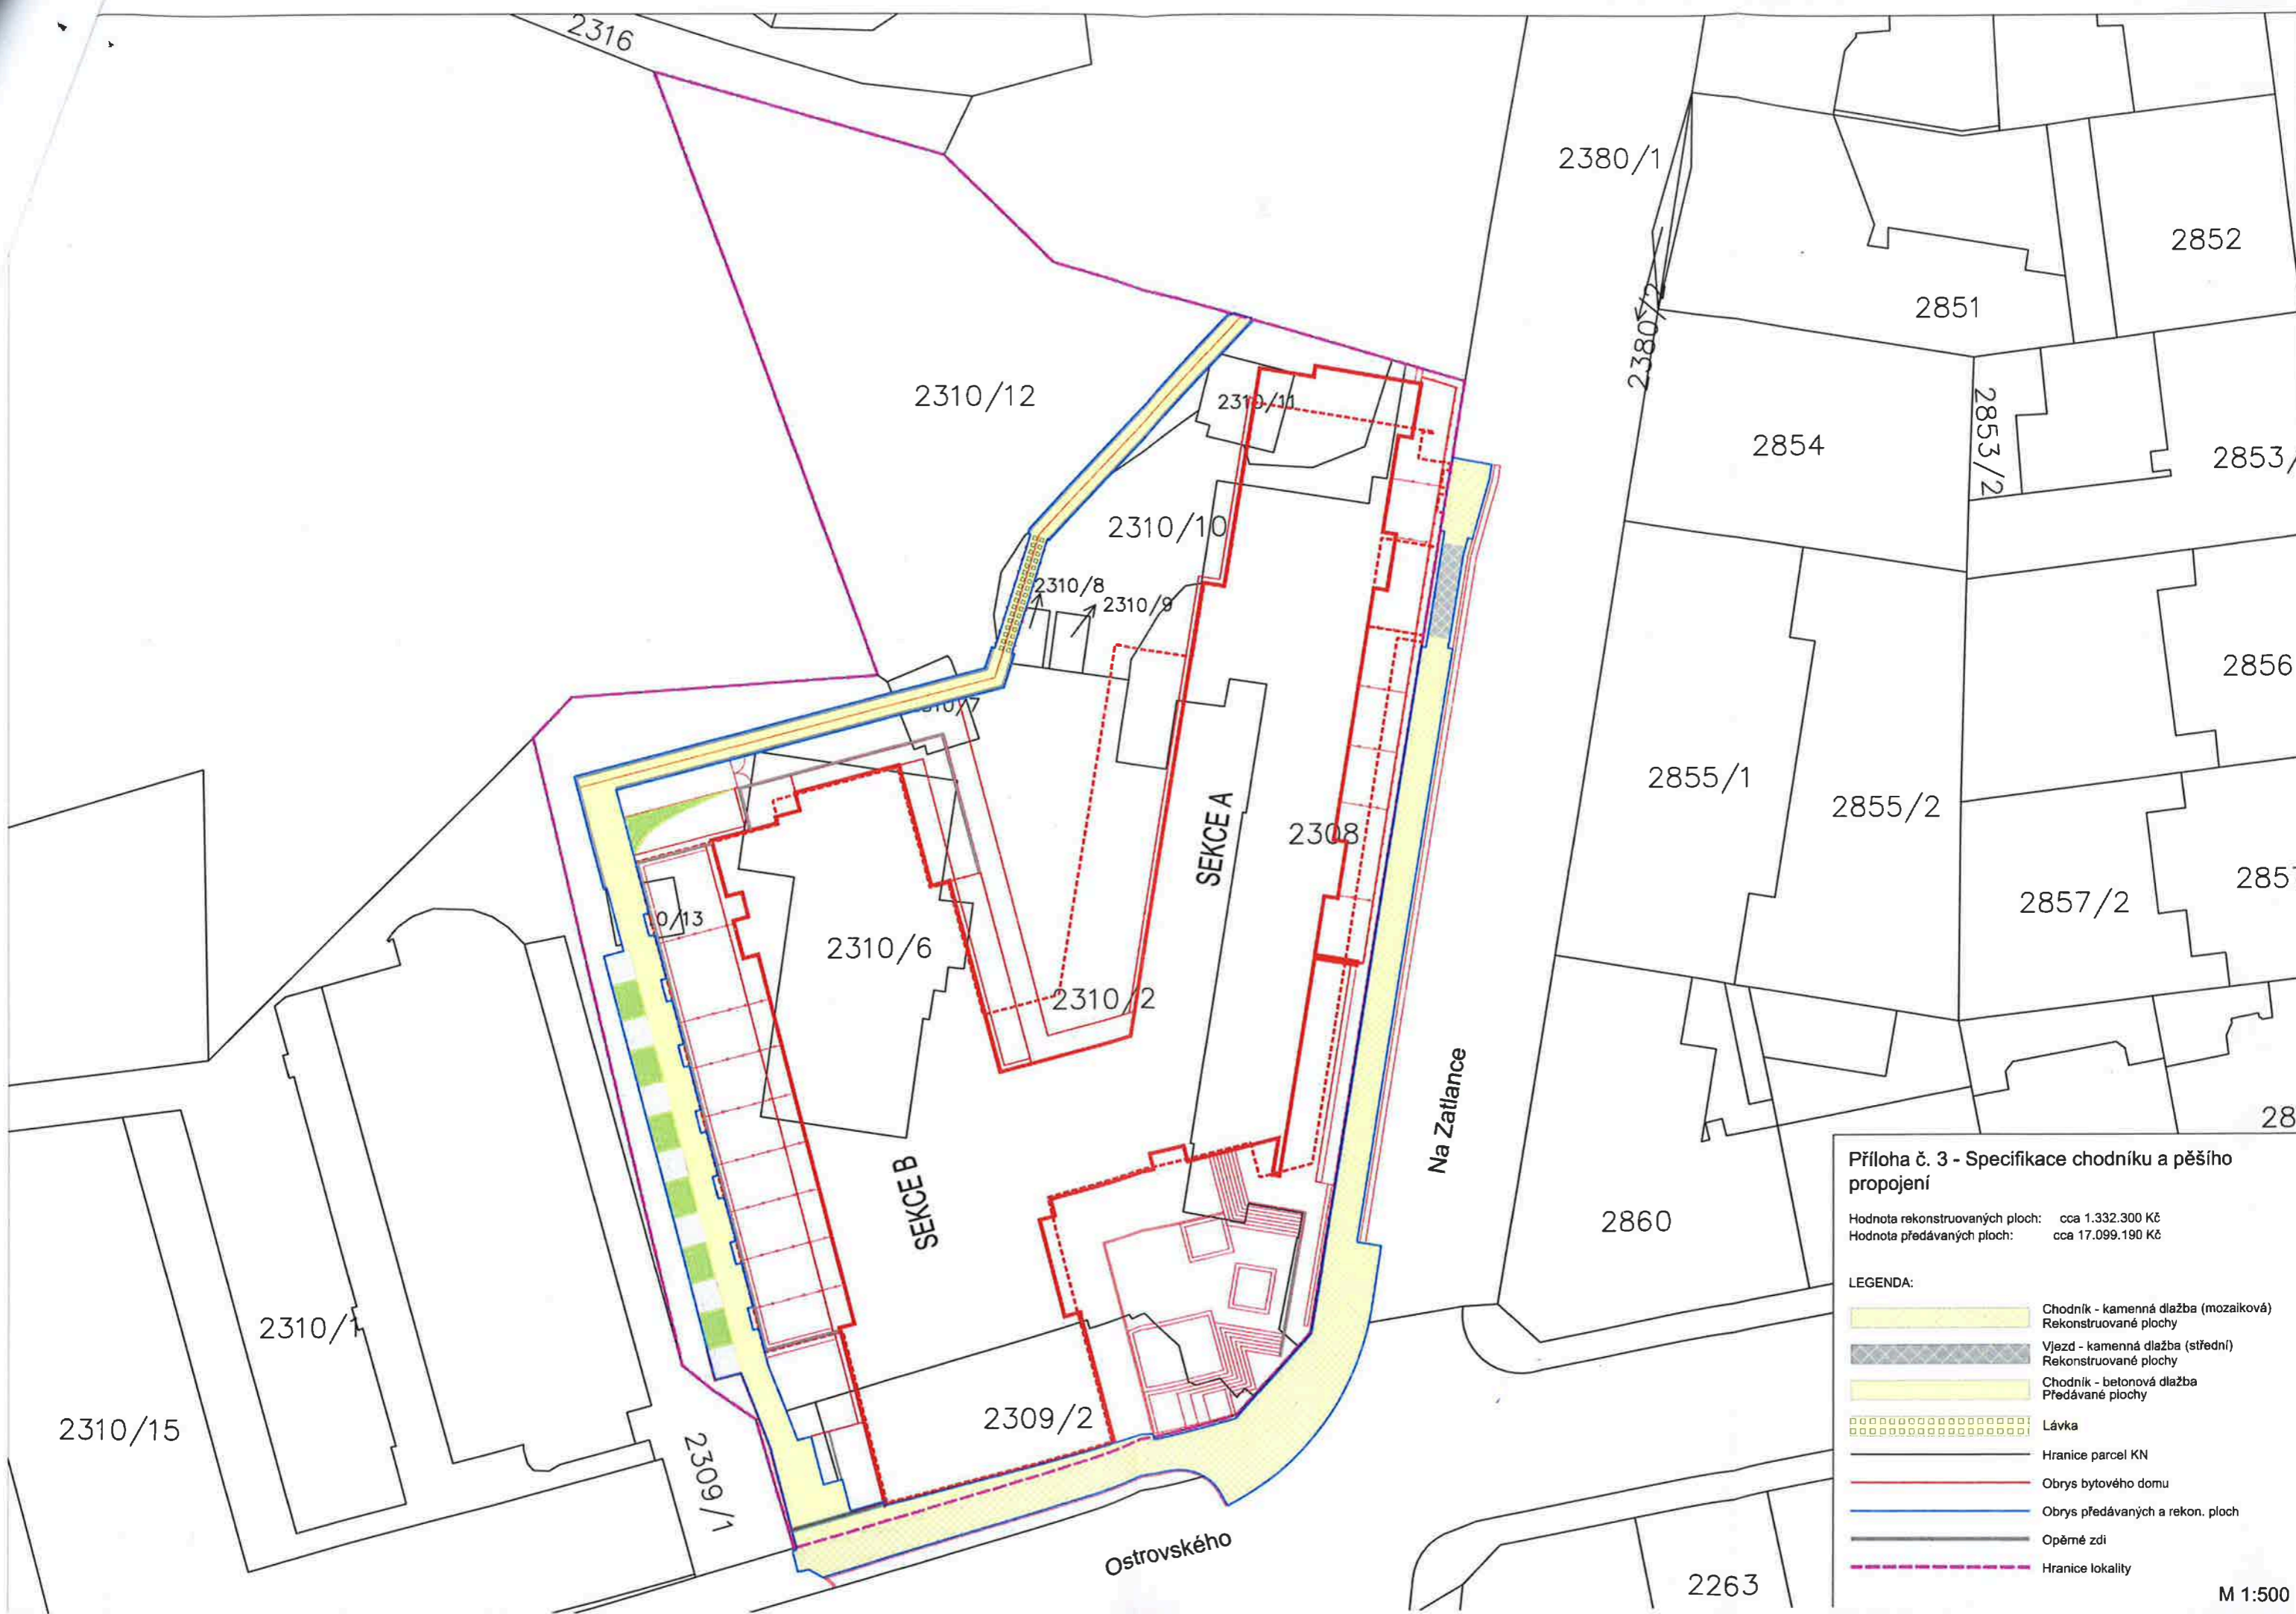 2316
2380/1
2852
2380/2
2851
2310/12
2310/11
2853/2
2854
2853/
2310/10
2310/8
2310/9
2856
2855/1
2855/2
SEKCE A
2308
2857/2
285
0/13
2310/6
2310/2
Na Zatlance
28
SEKCE B
2860
2310/1
2309/2
2310/15
2309/1
Ostrovského
2263
Příloha č. 3 - Specifikace chodníku a pěšího
propojení
Hodnota rekonstruovaných ploch: cca 1.332.300 Kč
Hodnota předávaných ploch: cca 17.099.190 Kč
LEGENDA:
Chodník - kamenná dlažba (mozaiková)
Rekonstruované plochy
Vjezd - kamenná dlažba (střední)
Rekonstruované plochy
Chodník - betonová dlažba
Předávané plochy
Lávka
Hranice parcel KN
Obrys bytového domu
Obrys předávaných a rekon. ploch
Opěrné zdi
Hranice lokality
M 1:500